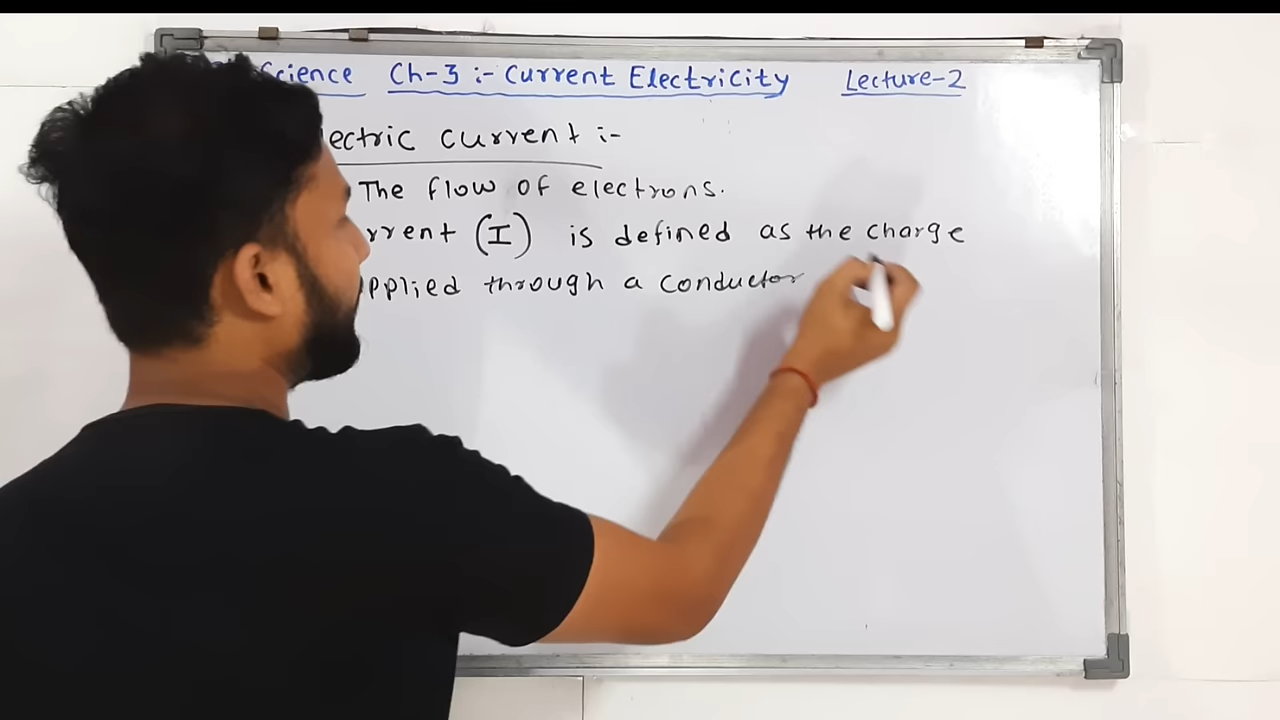 Science Ch-3 :- Current Electricity Lecture-2
ectric current :-
The flow of electrons.
rrent (I) is defined as the charge
pplied through a conductor